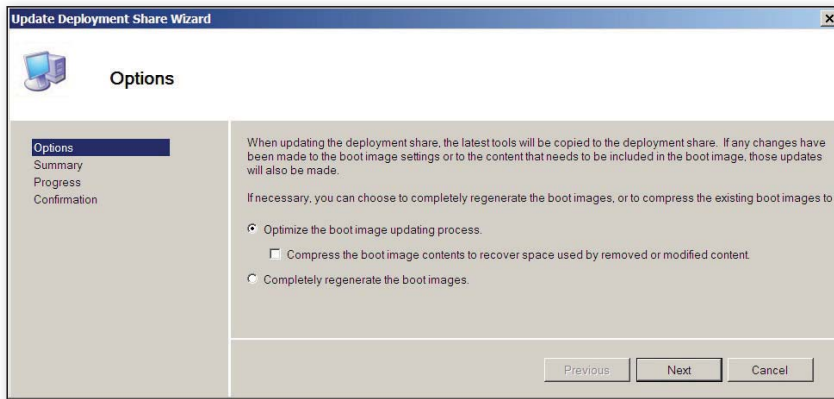 Update Deployment Share Wizard
Options
Options
Summary
Progress
Confirmation
When updating the deployment share, the latest tools will be copied to the deployment share. If any changes have
been made to the boot image settings or to the content that needs to be included in the boot image, those updates
will also be made.
If necessary, you can choose to completely regenerate the boot images, or to compress the existing boot images to
Optimize the boot image updating process.
Compress the boot image contents to recover space used by removed or modified content.
Completely regenerate the boot images.
Previous
Next
Cancel